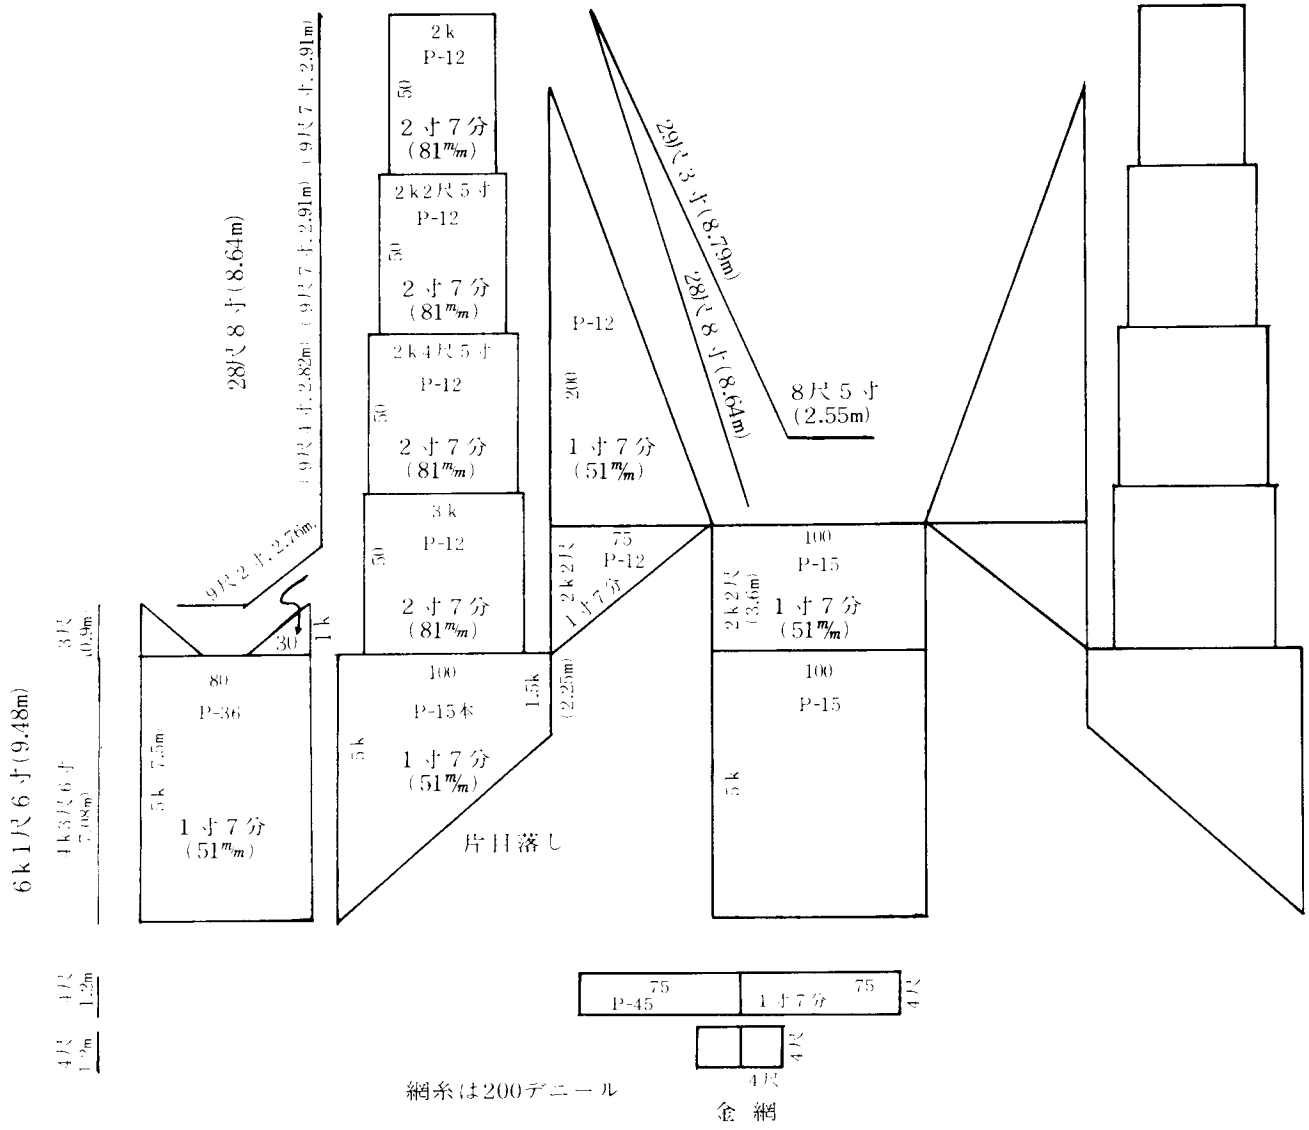 28尺8寸(8.64m)
(9尺7寸.2.91m)
(9尺7寸.2.91m)
(9尺4寸.2.82m)
9尺2寸.2.76m.
2k
P-12
50
2寸7分
(81m/m)
2k2尺5寸
P-12
50
2寸7分
(81m/m)
2k4尺5寸
P-12
50
2寸7分
(81m/m)
3k
P-12
50
2寸7分
(81m/m)
P-12
200
1寸7分
(51m/m)
29尺3寸(8.79m)
28尺8寸(8.64m)
8尺5寸
(2.55m)
75
P-12
2k2尺
1寸7分
100
P-15
2k2尺
(3.6m)
1寸7分
(51m/m)
6k1尺6寸(9.48m)
3尺
(0.9m)
4k3尺6寸
7.08m)
30
1k
80
P-36
5k 7.5m)
1寸7分
(51m/m)
100
P-15本
5k
1.5k
(2.25m)
1寸7分
(51m/m)
片目落し
100
P-15
5k
4尺
1.2m
4尺
1.2m
75
P-45
75
1寸7分
4尺
4尺
4尺
網糸は200デニール
金網